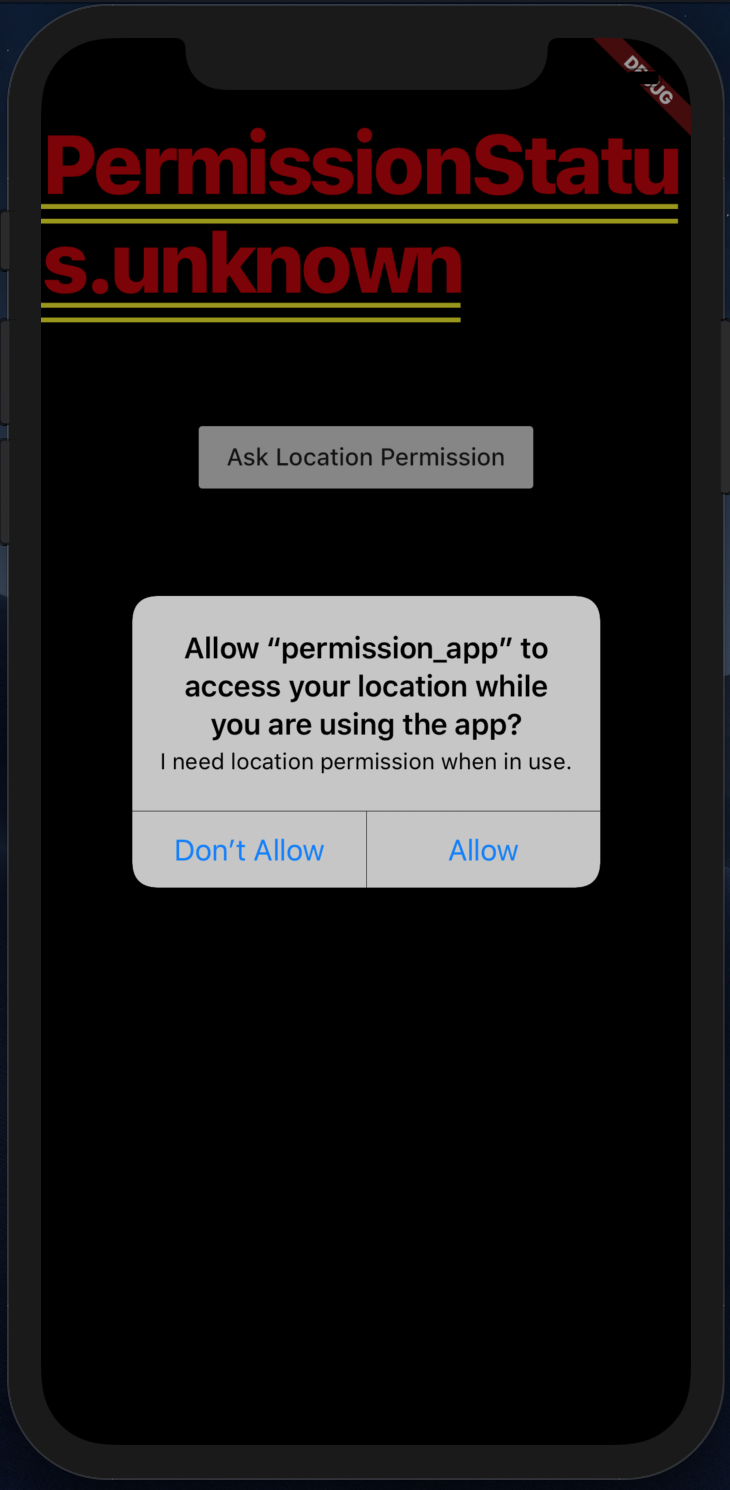 DEBUG
PermissionStatu
s.unknown
Ask Location Permission
Allow “permission_app” to
access your location while
you are using the app?
I need location permission when in use.
Don’t Allow
Allow